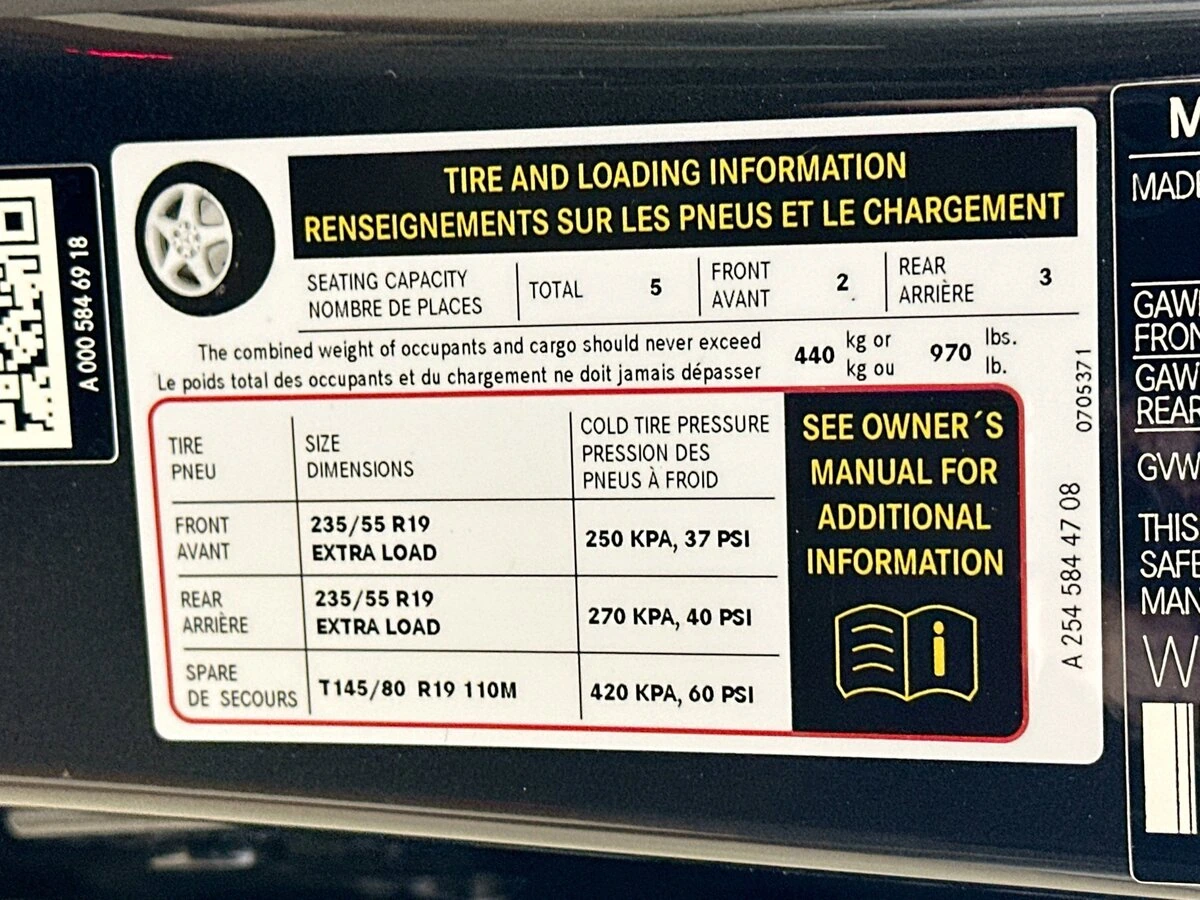 TIRE AND LOADING INFORMATION
RENSEIGNEMENTS SUR LES PNEUS ET LE CHARGEMENT
SEATING CAPACITY
NOMBRE DE PLACES
TOTAL 5
FRONT
AVANT
2
REAR
ARRIÈRE
3
The combined weight of occupants and cargo should never exceed
Le poids total des occupants et du chargement ne doit jamais dépasser
440
kg or
kg ou
970
lbs.
lb.
TIRE
PNEU
SIZE
DIMENSIONS
COLD TIRE PRESSURE
PRESSION DES
PNEUS À FROID
FRONT
AVANT
235/55 R19
EXTRA LOAD
250 KPA, 37 PSI
REAR
ARRIÈRE
235/55 R19
EXTRA LOAD
270 KPA, 40 PSI
SPARE
DE SECOURS
T145/80 R19 110M
420 KPA, 60 PSI
SEE OWNER´S
MANUAL FOR
ADDITIONAL
INFORMATION
A 254 584 47 08
0705371
A 000 584 69 18
M
MADE
GAW
FRON
GAW
REAR
GVW
THIS
SAFE
MAN
W